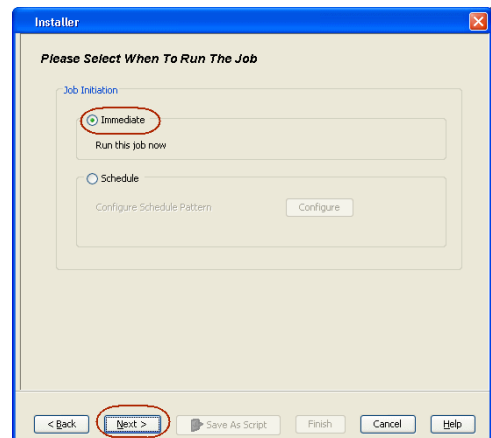 Installer
Please Select When To Run The Job
Job Initiation
Immediate
Run this job now
Schedule
Configure Schedule Pattern
Configure
< Back
Next >
Save As Script
Finish
Cancel
Help